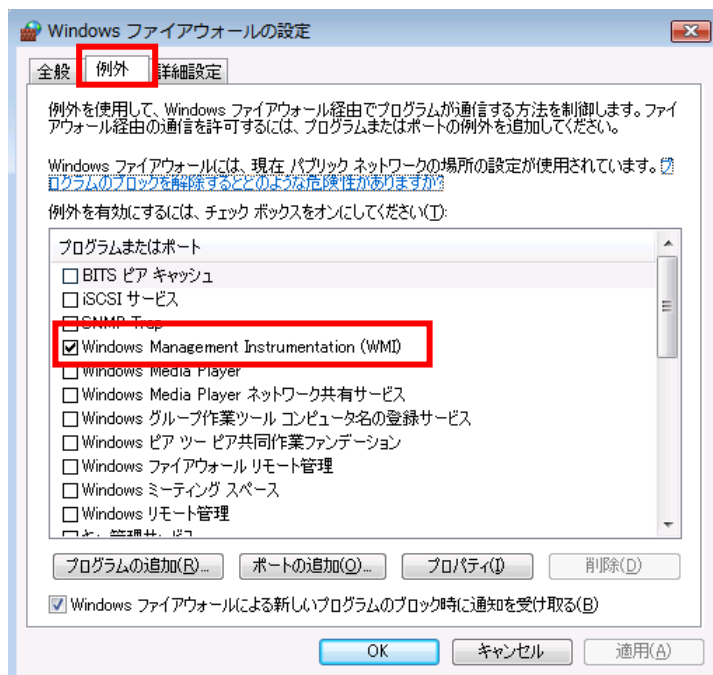 Windows ファイアウォールの設定
全般
例外
詳細設定
例外を使用して、Windows ファイアウォール経由でプログラムが通信する方法を制御します。ファイ
アウォール経由の通信を許可するには、プログラムまたはポートの例外を追加してください。
Windows ファイアウォールには、現在 パブリック ネットワークの場所の設定が使用されています。プ
ログラムのブロックを解除するとどのような危険性がありますか?
例外を有効にするには、チェック ボックスをオンにしてください(T):
プログラムまたはポート
BITS ピア キャッシュ
iSCSI サービス
SNMP Trap
Windows Management Instrumentation (WMI)
Windows Media Player
Windows Media Player ネットワーク共有サービス
Windows グループ作業ツール コンピュータ名の登録サービス
Windows ピア ツー ピア共同作業ファンデーション
Windows ファイアウォール リモート管理
Windows ミーティング スペース
Windows リモート管理
キー管理サービス
プログラムの追加(R)...
ポートの追加(O)...
プロパティ(I)
削除(D)
Windows ファイアウォールによる新しいプログラムのブロック時に通知を受け取る(B)
OK
キャンセル
適用(A)